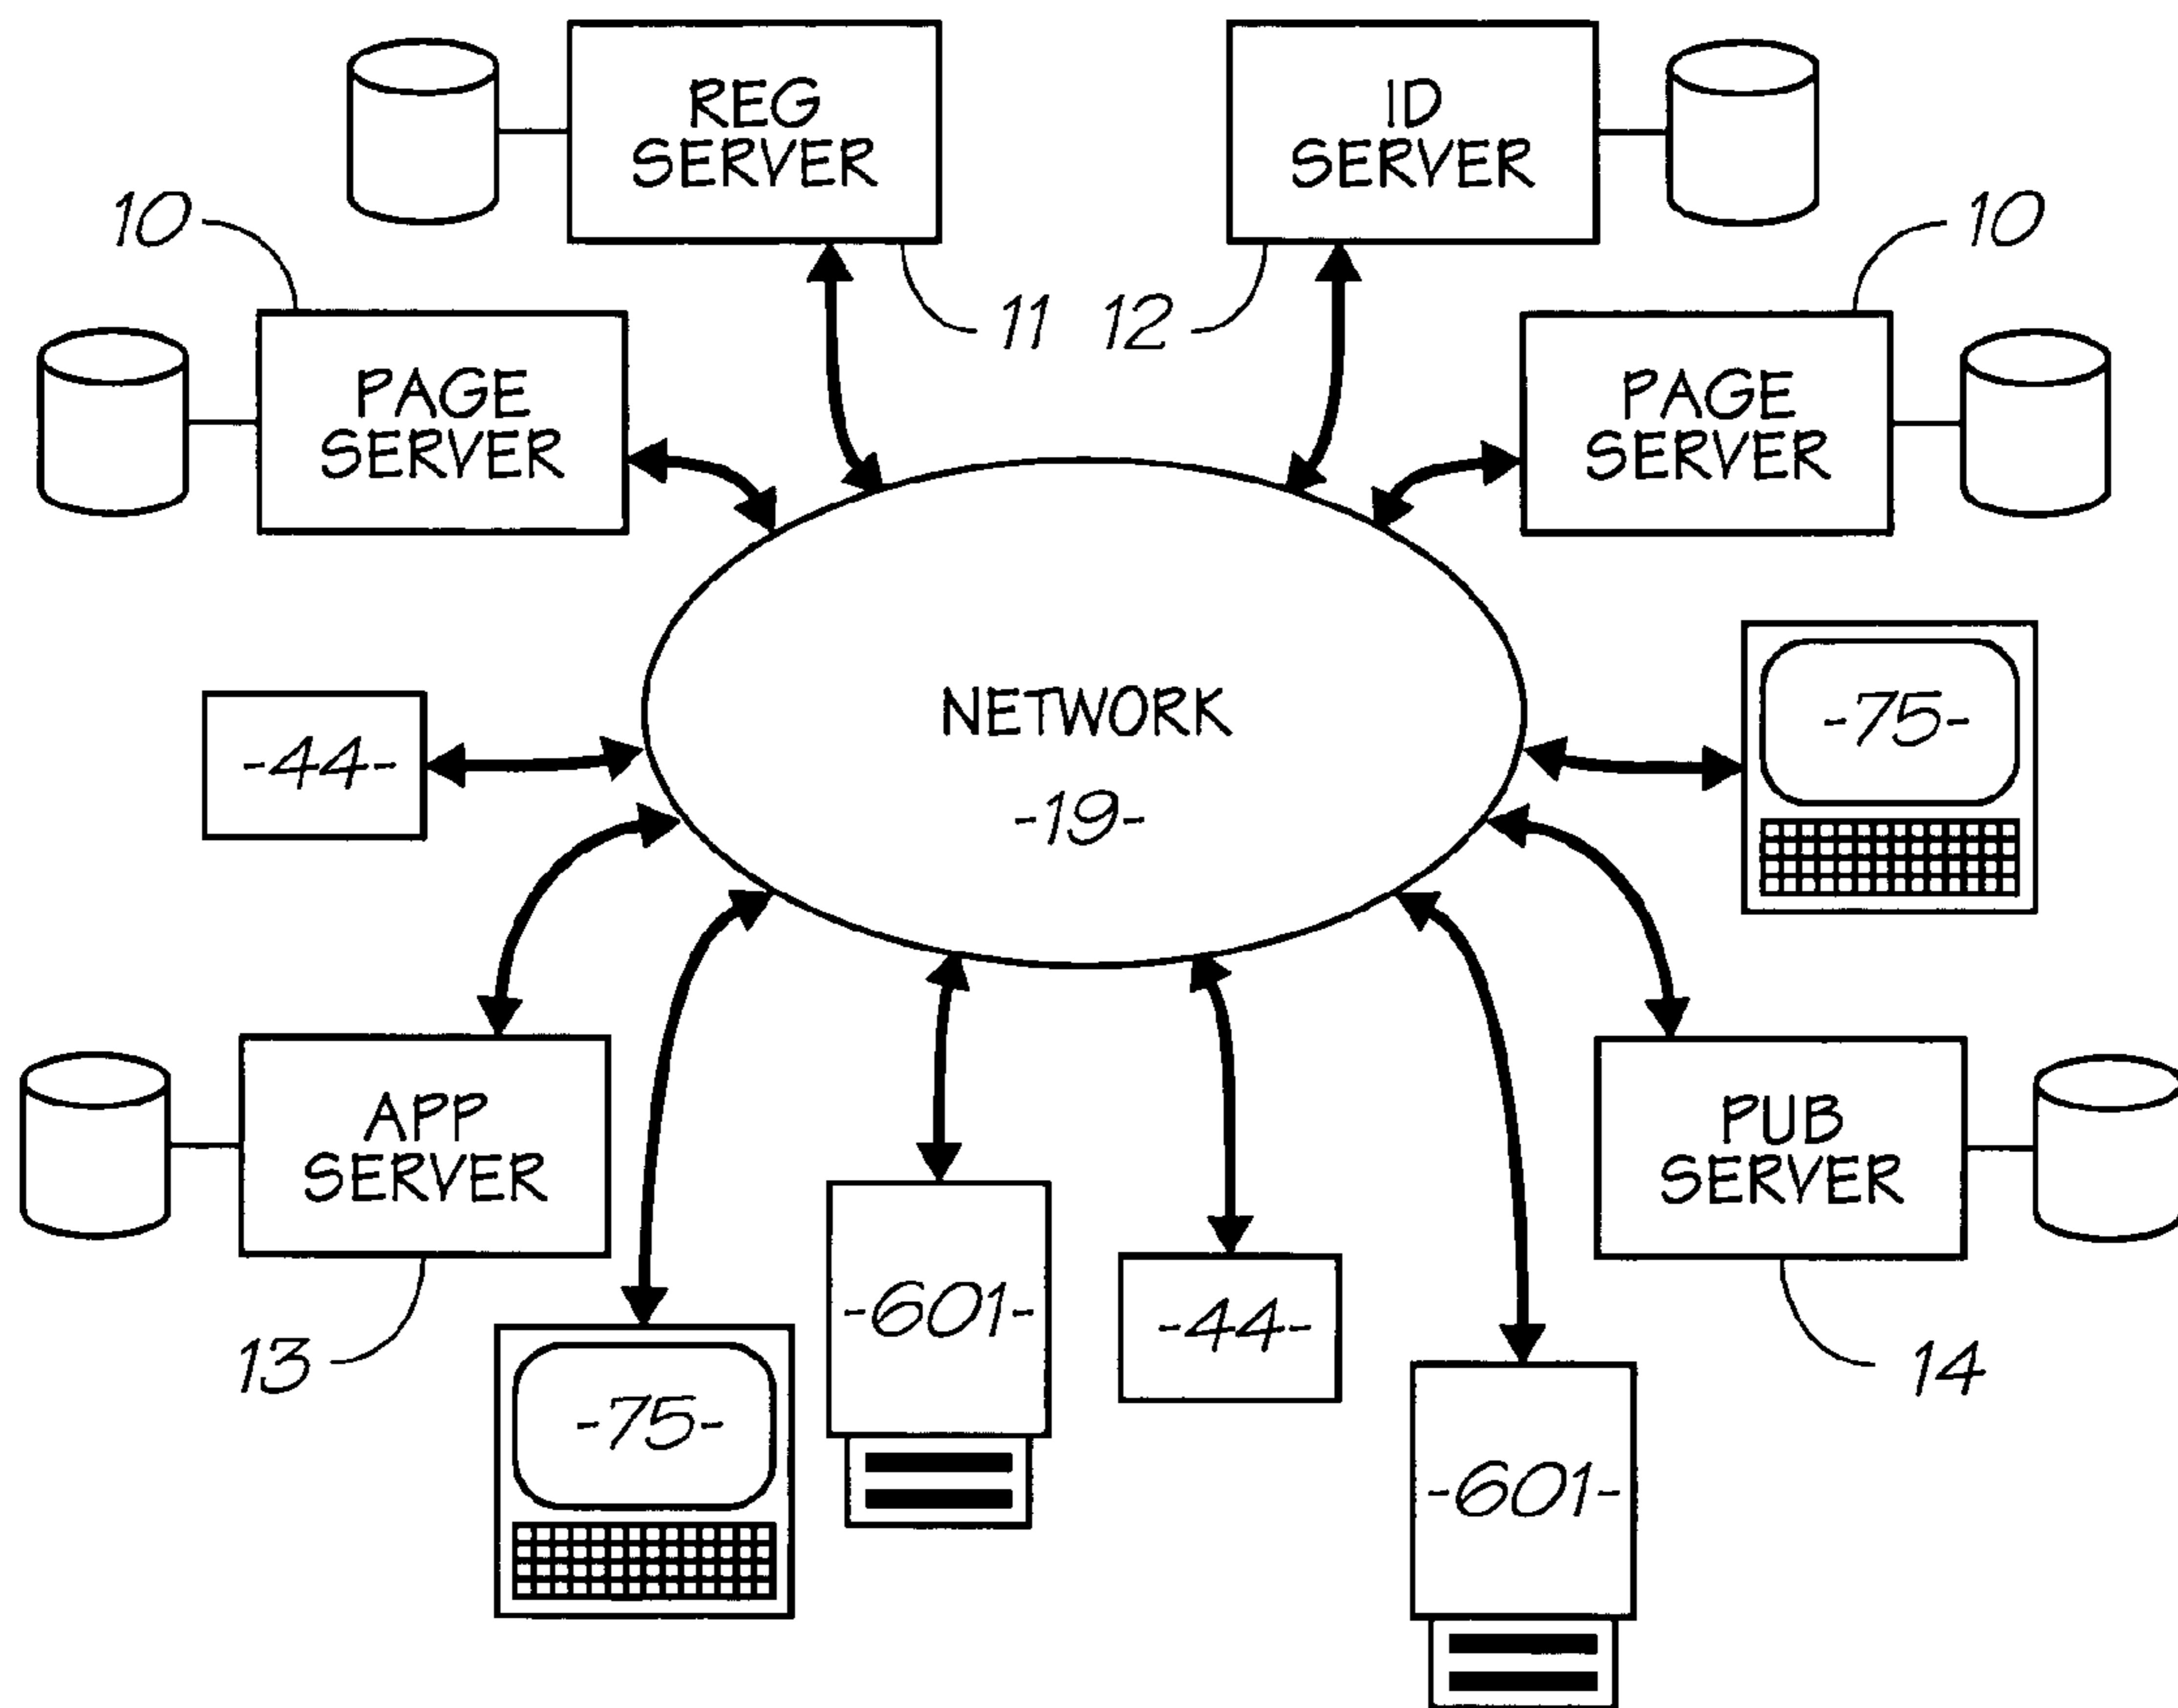 REG
SERVER
ID
SERVER
10
10
11
12
PAGE
SERVER
PAGE
SERVER
NETWORK
-19-
-44-
-75-
APP
SERVER
PUB
SERVER
13
-601-
-44-
14
-75-
-601-